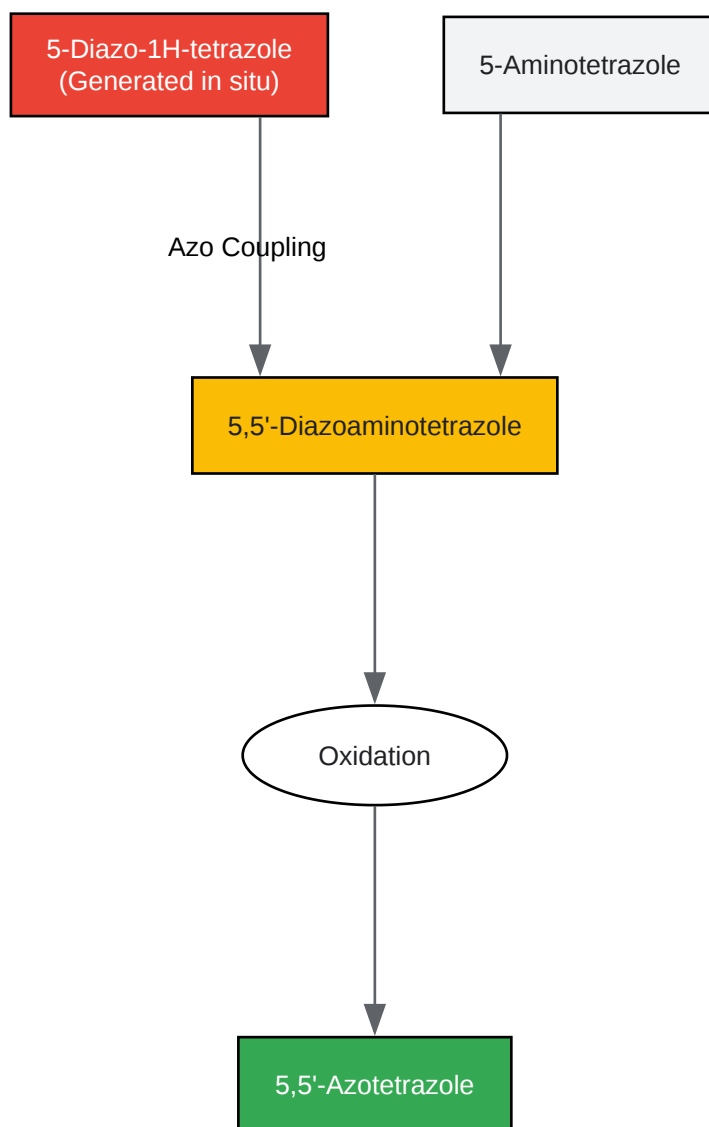 5-Diazo-1H-tetrazole
(Generated in situ)
5-Aminotetrazole
Azo Coupling
5,5'-Diazoaminotetrazole
Oxidation
5,5'-Azotetrazole